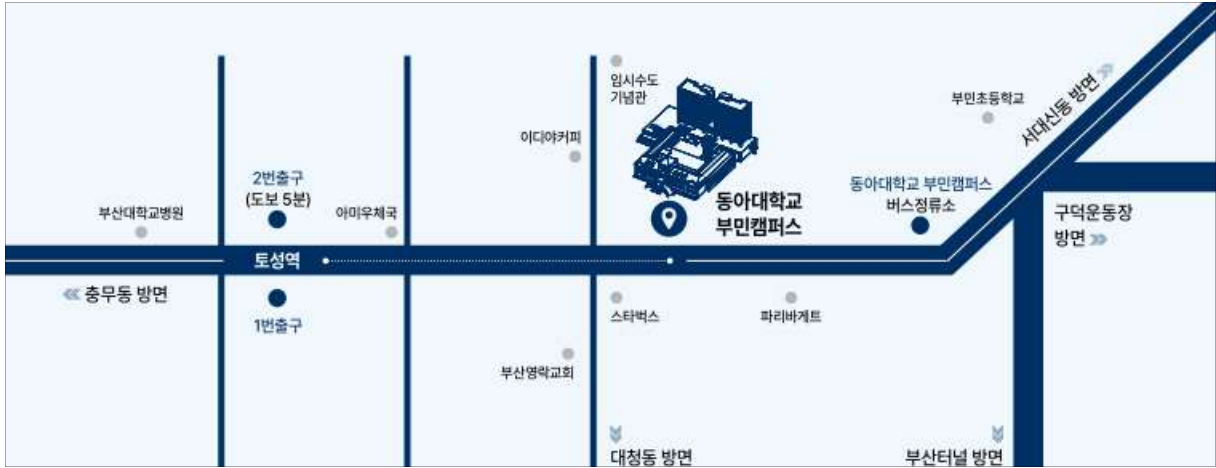 임시수도
기념관
이디야커피
부민초등학교
서대신동 방면
2번출구
(도보 5분)
부산대학교병원
아미우체국
동아대학교
부민캠퍼스
동아대학교 부민캠퍼스
버스정류소
구덕운동장
방면
토성역
충무동 방면
1번출구
스타벅스
파리바게트
부산영락교회
대청동 방면
부산터널 방면